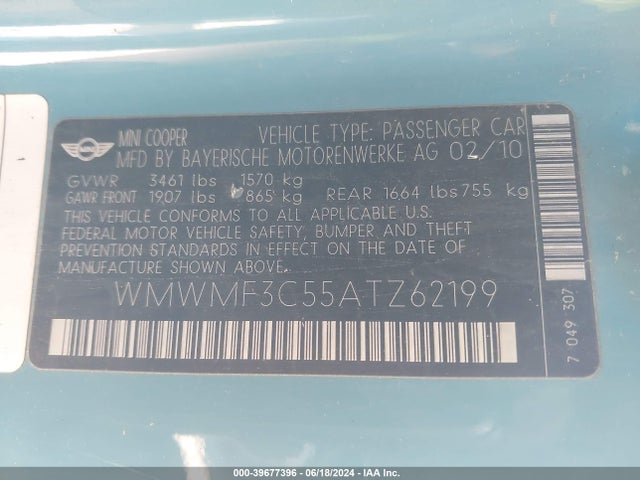 MINI COOPER VEHICLE TYPE: PASSENGER CAR
MINI MFD BY BAYERISCHE MOTORENWERKE AG 02/10
GVWR 3461 lbs 1570 kg
GAWR FRONT 1907 lbs 865 kg REAR 1664 lbs 755 kg
THIS VEHICLE CONFORMS TO ALL APPLICABLE U.S.
FEDERAL MOTOR VEHICLE SAFETY, BUMPER AND THEFT
PREVENTION STANDARDS IN EFFECT ON THE DATE OF
MANUFACTURE SHOWN ABOVE.
WMWMF3C55ATZ62199
7 049 307
000-39677396 - 06/18/2024 - IAA Inc.